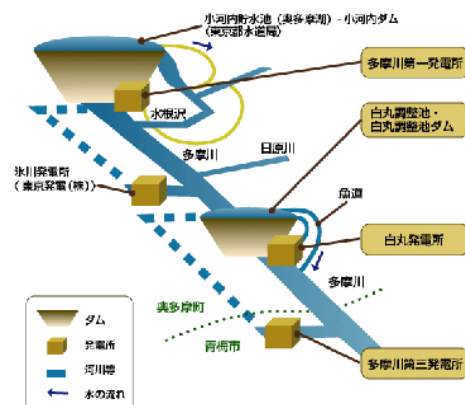 小河内貯水池(奥多摩湖)・小河内ダム
(東京都水道局)
多摩川第一発電所
水根沢
多摩川
日原川
白丸調整池・
白丸調整池ダム
氷川発電所
(東京発電(株))
魚道
白丸発電所
多摩川
奥多摩町
青梅市
多摩川第三発電所
ダム
発電所
河川等
水の流れ